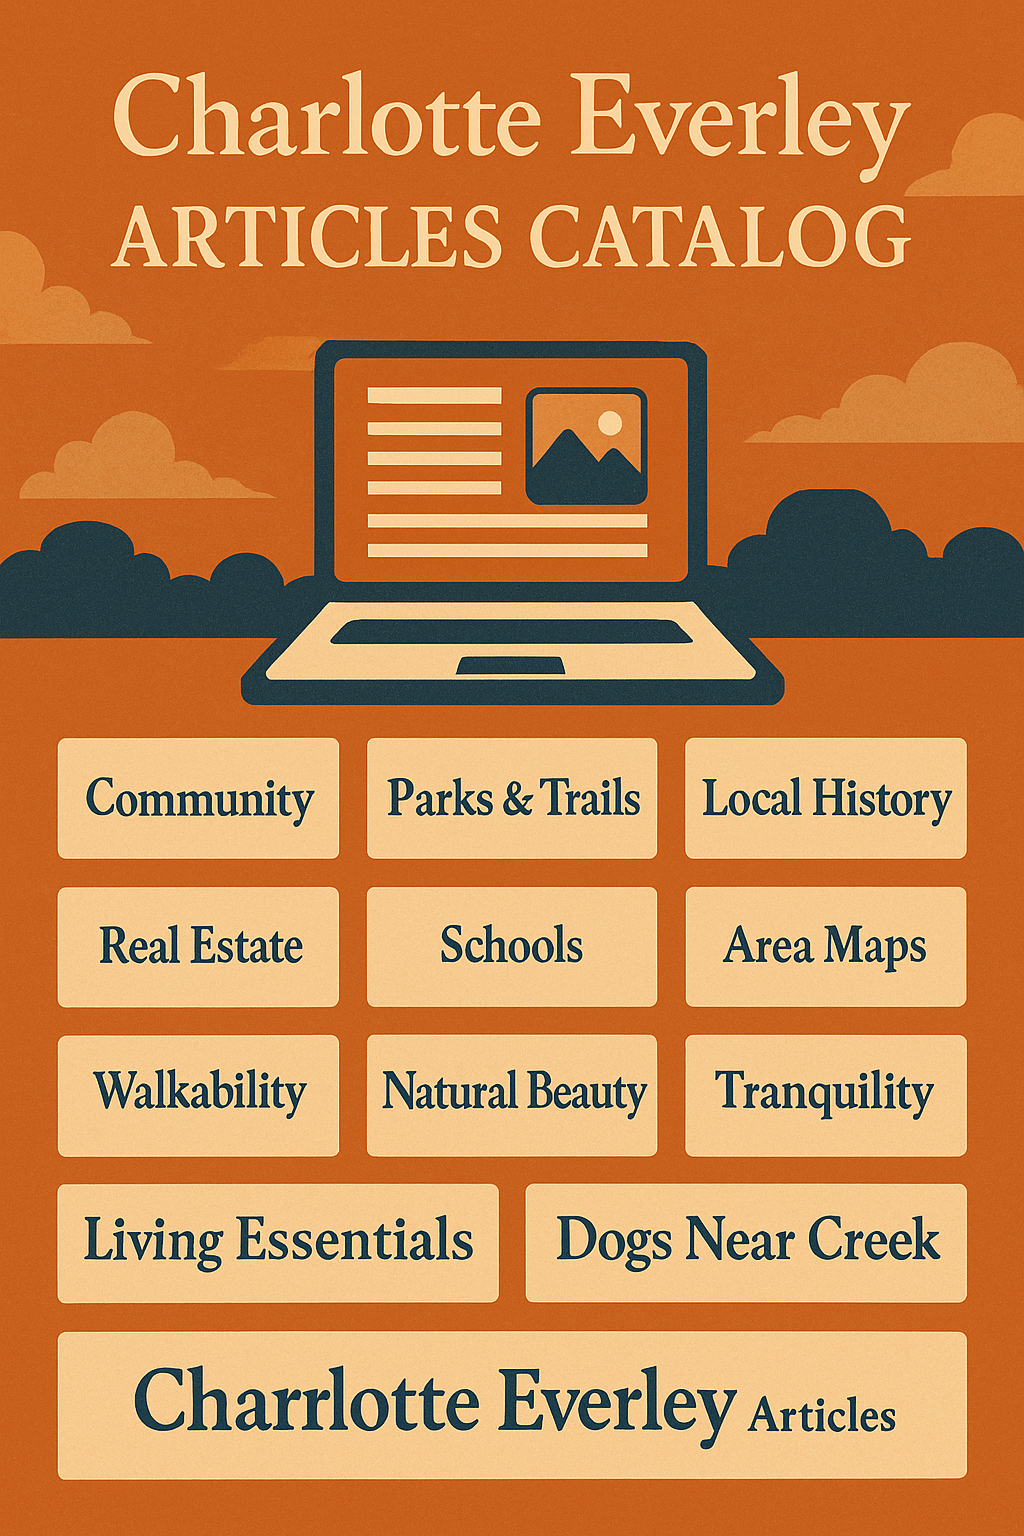 Charlotte Everley
ARTICLES CATALOG
Community
Parks & Trails
Local History
Real Estate
Schools
Area Maps
Walkability
Natural Beauty
Tranquility
Living Essentials
Dogs Near Creek
Charrlotte Everley Articles